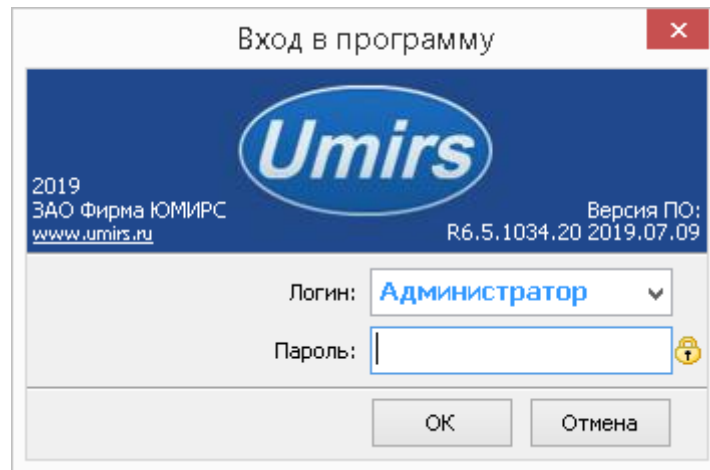 Вход в программу
Umirs
2019
ЗАО Фирма ЮМИРС
www.umirs.ru
Версия ПО:
R6.5.1034.20 2019.07.09
Логин: Администратор
Пароль:
ОК Отмена